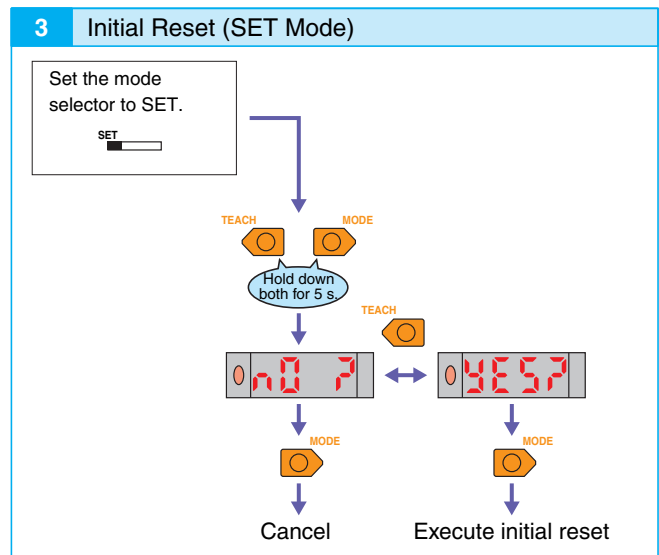 3 Initial Reset (SET Mode)
Set the mode
selector to SET.
SET
TEACH MODE
Hold down
both for 5 s.
TEACH
nO ? YES?
MODE MODE
Cancel Execute initial reset